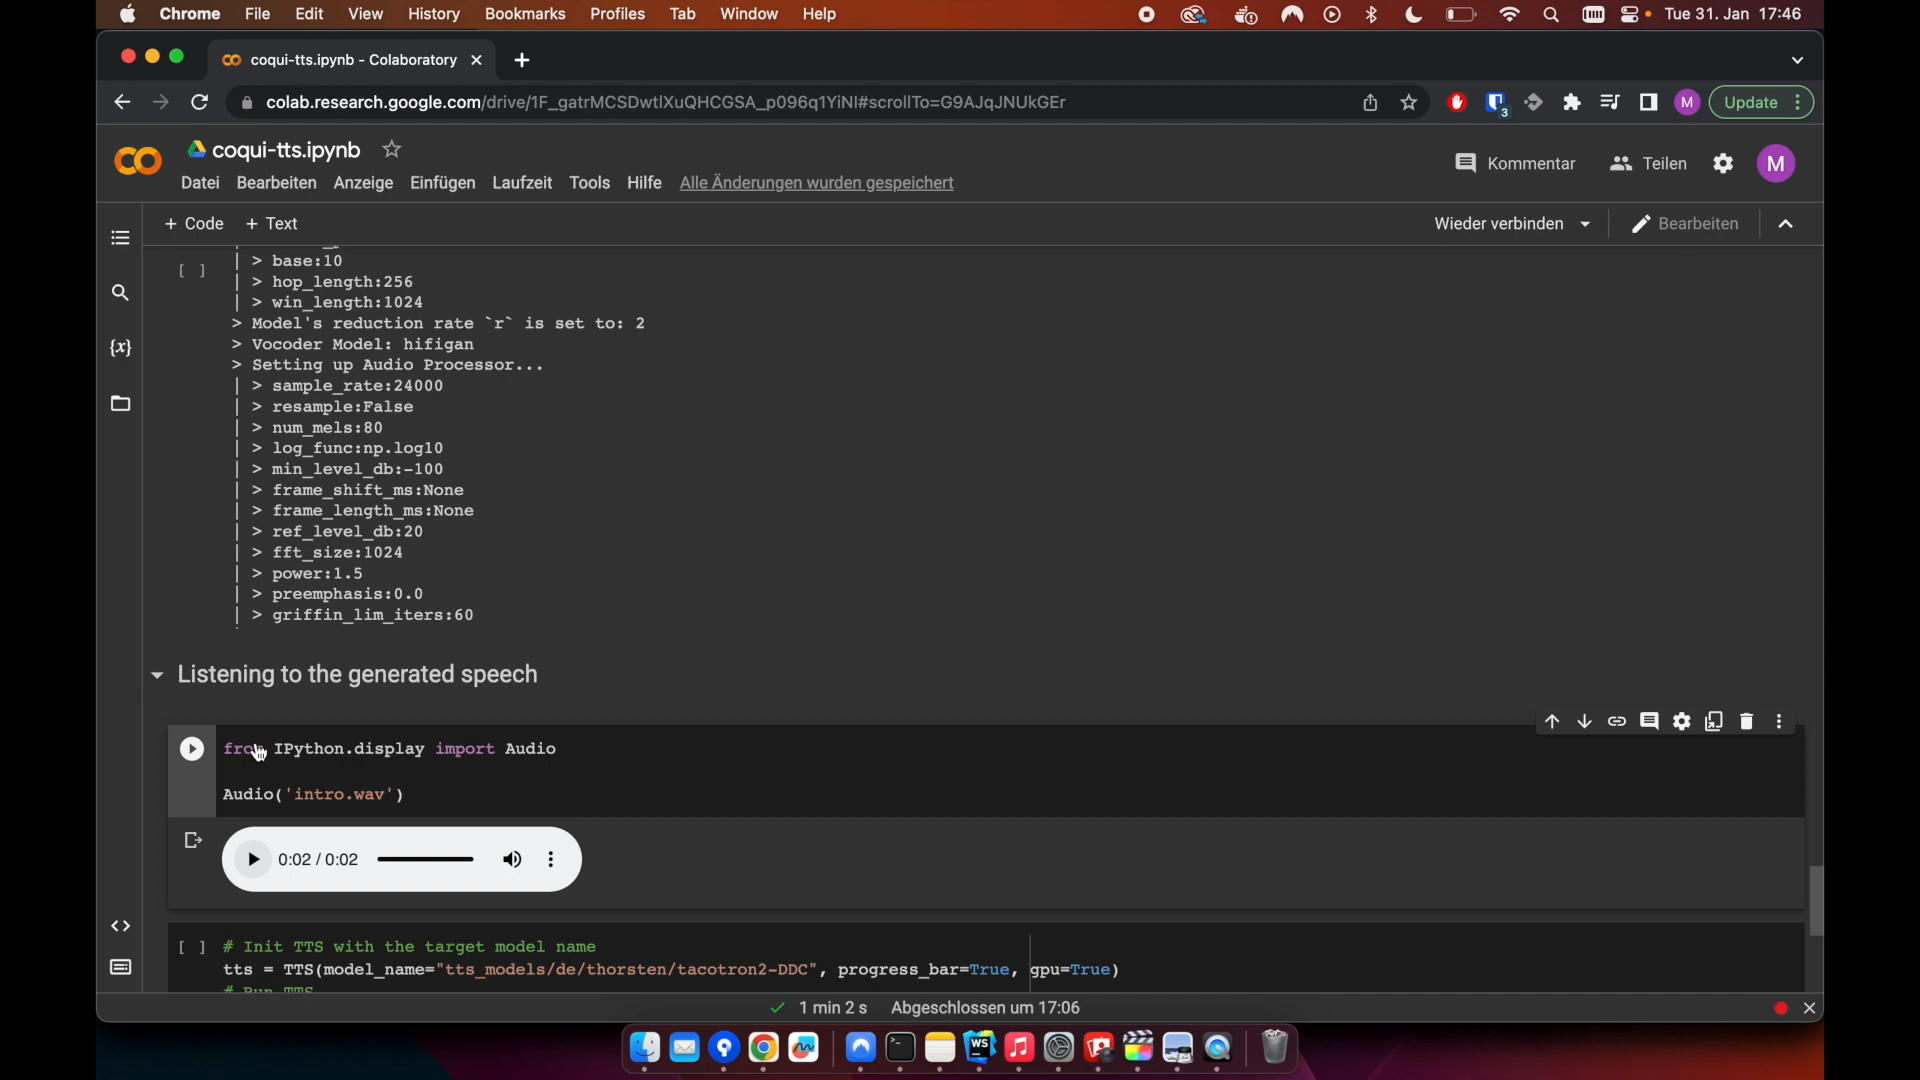 Chrome File Edit View History Bookmarks Profiles Tab Window Help Tue 31. Jan 17:46
coqui-tts.ipynb - Colaboratory
colab.research.google.com/drive/1F_gatrMCSDwtlXuQHCGSA_p096q1YiNI#scrollTo=G9AJqJNUkGEr 3 M Update
coqui-tts.ipynb
Kommentar Teilen M
Datei Bearbeiten Anzeige Einfügen Laufzeit Tools Hilfe Alle Änderungen wurden gespeichert
+ Code + Text Wieder verbinden Bearbeiten
[ ] | > base:10
| > hop_length:256
| > win_length:1024
> Model's reduction rate `r` is set to: 2
> Vocoder Model: hifigan
> Setting up Audio Processor...
| > sample_rate:24000
| > resample:False
| > num_mels:80
| > log_func:np.log10
| > min_level_db:-100
| > frame_shift_ms:None
| > frame_length_ms:None
| > ref_level_db:20
| > fft_size:1024
| > power:1.5
| > preemphasis:0.0
| > griffin_lim_iters:60
Listening to the generated speech
from IPython.display import Audio
Audio('intro.wav')
0:02 / 0:02
[ ] # Init TTS with the target model name
tts = TTS(model_name="tts_models/de/thorsten/tacotron2-DDC", progress_bar=True, gpu=True)
# Run TTS
1 min 2 s Abgeschlossen um 17:06
WS